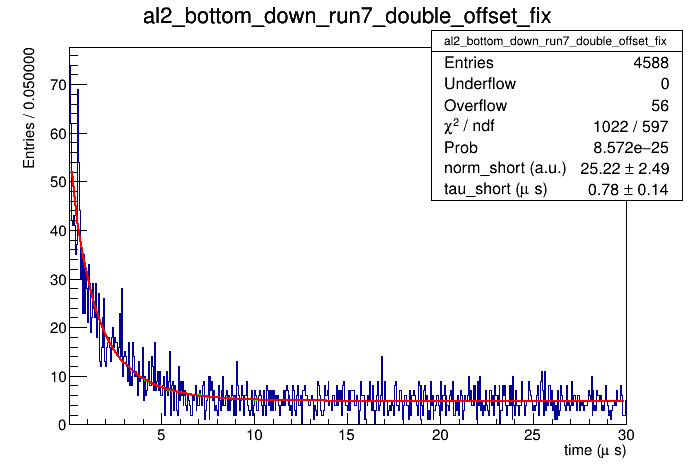 al2_bottom_down_run7_double_offset_fix
al2_bottom_down_run7_double_offset_fix
Entries 4588
Underflow 0
Overflow 56
χ² / ndf 1022 / 597
Prob 8.572e−25
norm_short (a.u.) 25.22 ± 2.49
tau_short (μ s) 0.78 ± 0.14
Entries / 0.050000
70
60
50
40
30
20
10
0
5 10 15 20 25 30
time (μ s)